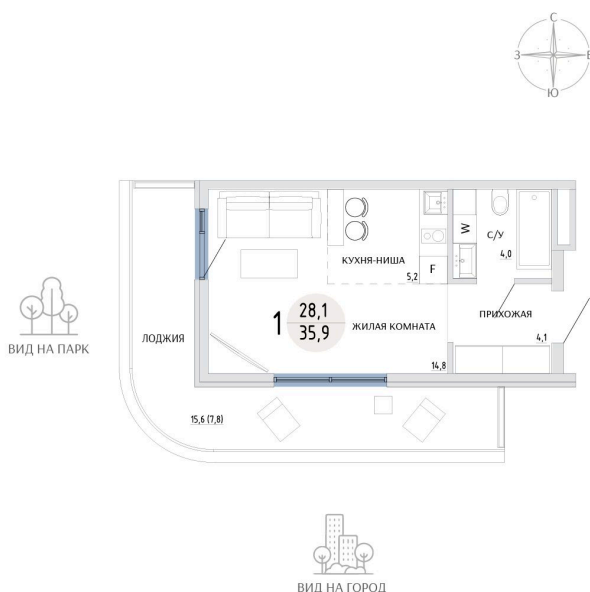 С
З
В
Ю
W
С/У
4,0
КУХНЯ-НИША
5,2
F
1
28,1
35,9
ЖИЛАЯ КОМНАТА
ПРИХОЖАЯ
4,1
ЛОДЖИЯ
ВИД НА ПАРК
14,8
15,6 (7,8)
ВИД НА ГОРОД